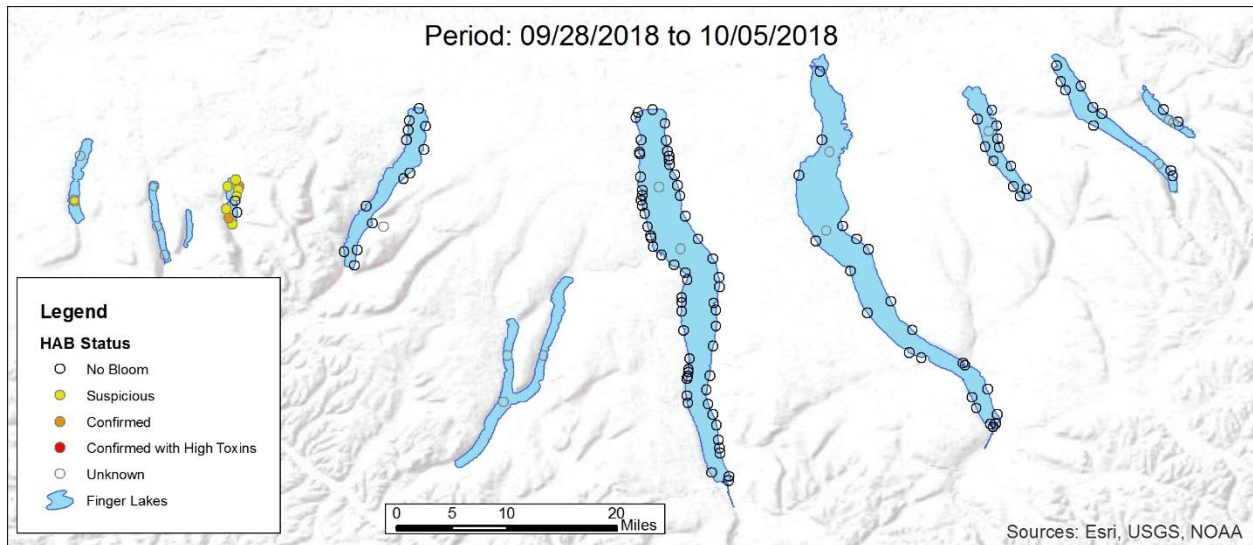 Period: 09/28/2018 to 10/05/2018
Legend
HAB Status
No Bloom
Suspicious
Confirmed
Confirmed with High Toxins
Unknown
Finger Lakes
0 5 10 20
Miles
Sources: Esri, USGS, NOAA